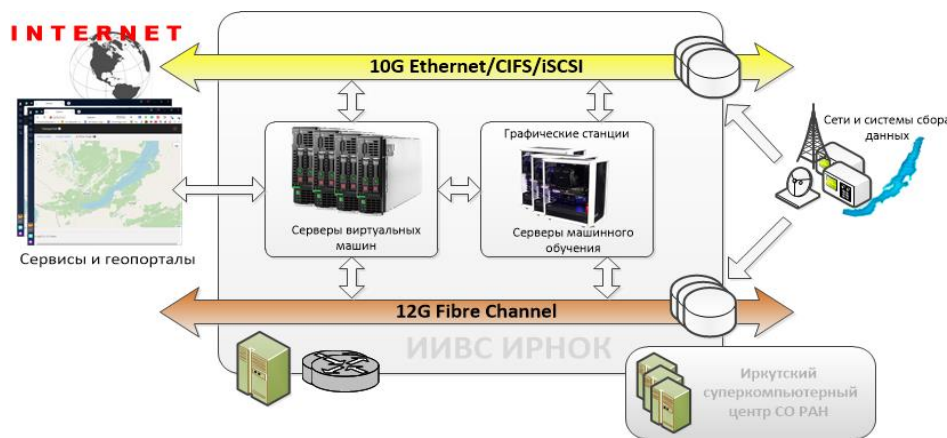 INTERNET
10G Ethernet/CIFS/iSCSI
Графические станции
Сети и системы сбора
данных
Серверы виртуальных
машин
Серверы машинного
обучения
Сервисы и геопорталы
12G Fibre Channel
ИИВС ИРНОК
Иркутский
суперкомпьютерный
центр СО РАН